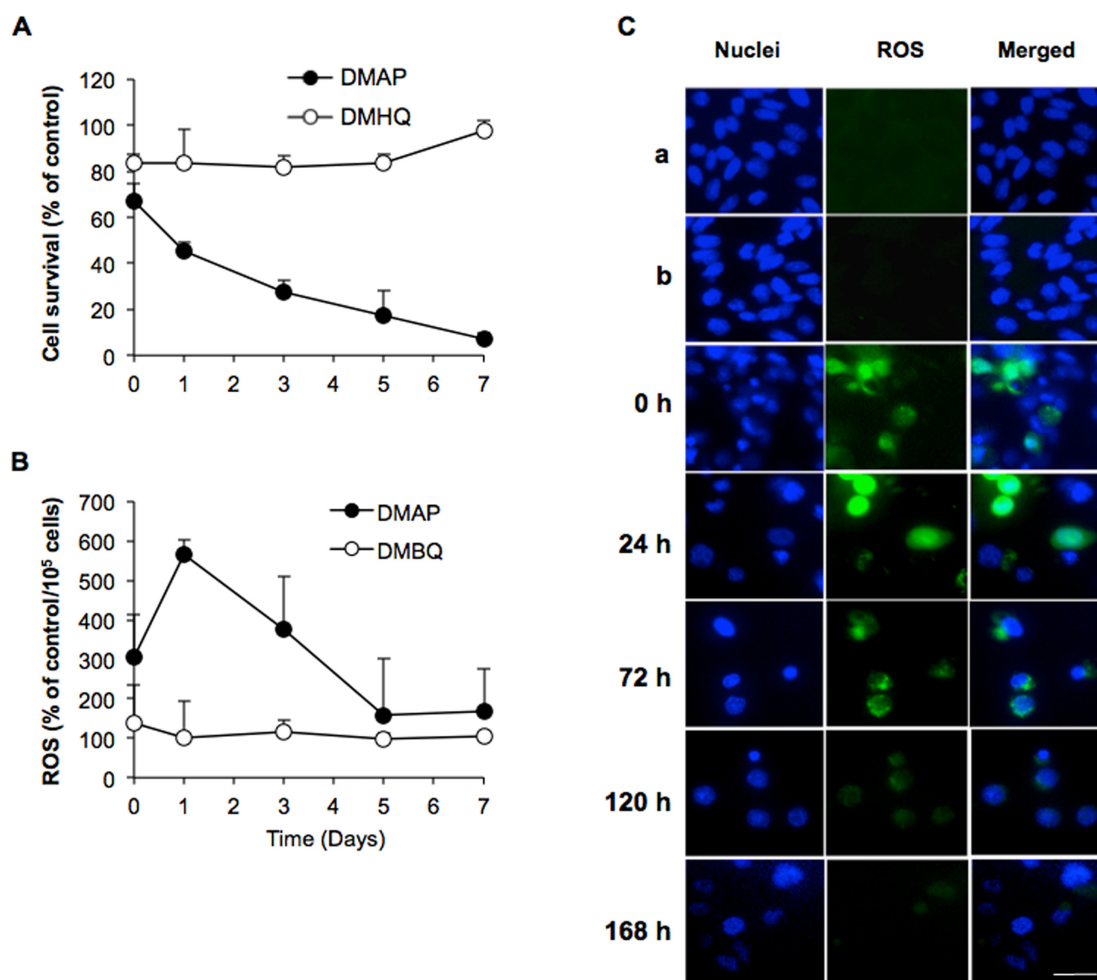 A
Cell survival (% of control)
120
100
80
60
40
20
0
0 1 2 3 4 5 6 7
DMAP
DMHQ
B
ROS (% of control/10⁵ cells)
700
600
500
400
300
200
100
0
0 1 2 3 4 5 6 7
Time (Days)
DMAP
DMBQ
C
Nuclei ROS Merged
a
b
0 h
24 h
72 h
120 h
168 h